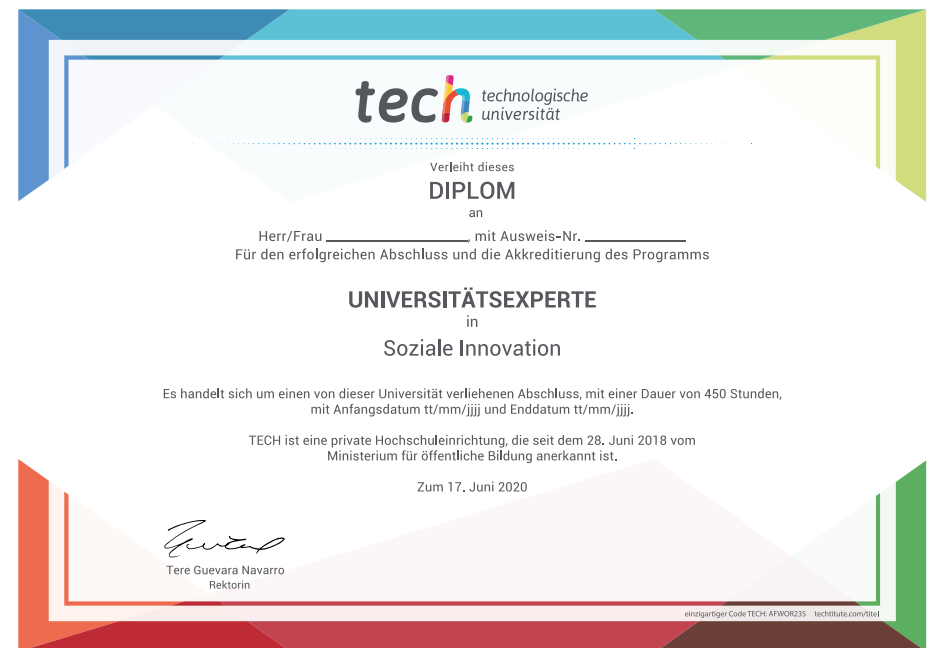 tech technologische
universität
Verleiht dieses
DIPLOM
an
Herr/Frau ____________, mit Ausweis-Nr. ____________
Für den erfolgreichen Abschluss und die Akkreditierung des Programms
UNIVERSITÄTSEXPERTE
in
Soziale Innovation
Es handelt sich um einen von dieser Universität verliehenen Abschluss, mit einer Dauer von 450 Stunden,
mit Anfangsdatum tt/mm/jjjj und Enddatum tt/mm/jjjj.
TECH ist eine private Hochschuleinrichtung, die seit dem 28. Juni 2018 vom
Ministerium für öffentliche Bildung anerkannt ist.
Zum 17. Juni 2020
Tere Guevara Navarro
Rektorin
einzigartiger Code TECH: AFWOR23S techtitute.com/titel